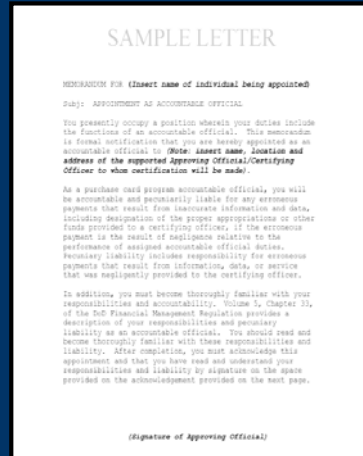 SAMPLE LETTER
MEMORANDUM FOR (Insert name of individual being appointed)
Subj: APPOINTMENT AS ACCOUNTABLE OFFICIAL
You presently occupy a position wherein your duties include
the functions of an accountable official. This memorandum
is formal notification that you are hereby appointed as an
accountable official to (Note: insert name, location and
address of the supported Approving Official/Certifying
Officer to whom certification will be made).
As a purchase card program accountable official, you will
be accountable and pecuniarily liable for any erroneous
payments that result from inaccurate information and data,
including designation of the proper appropriations or other
funds provided to a certifying officer, if the erroneous
payment is the result of negligence relative to the
performance of assigned accountable official duties.
Pecuniary liability includes responsibility for erroneous
payments that result from information, data, or service
that was negligently provided to the certifying officer.
In addition, you must become thoroughly familiar with your
responsibilities and accountability. Volume 5, Chapter 33,
of the DoD Financial Management Regulation provides a
description of your responsibilities and pecuniary
liability as an accountable official. You should read and
become thoroughly familiar with these responsibilities and
liability. After completion, you must acknowledge this
appointment and that you have read and understand your
responsibilities and liability by signature on the space
provided on the acknowledgement provided on the next page.
(Signature of Approving Official)